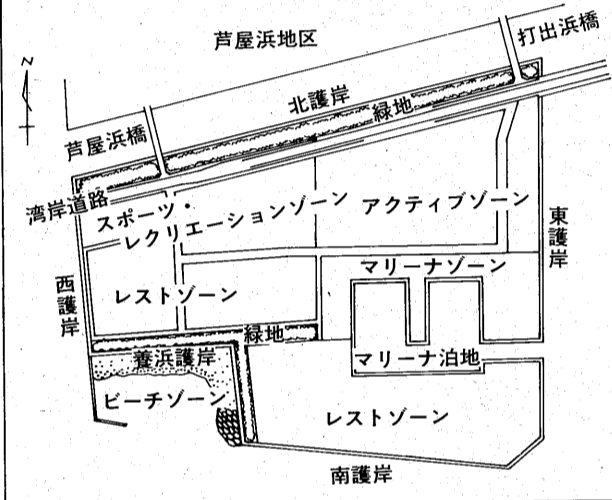 芦屋浜地区
打出浜橋
N
北護岸
緑地
芦屋浜橋
湾岸道路
スポーツ・
レクリエーションゾーン
アクティブゾーン
東護岸
マリーナゾーン
西護岸
レストゾーン
緑地
養浜護岸
マリーナ泊地
ビーチゾーン
レストゾーン
南護岸